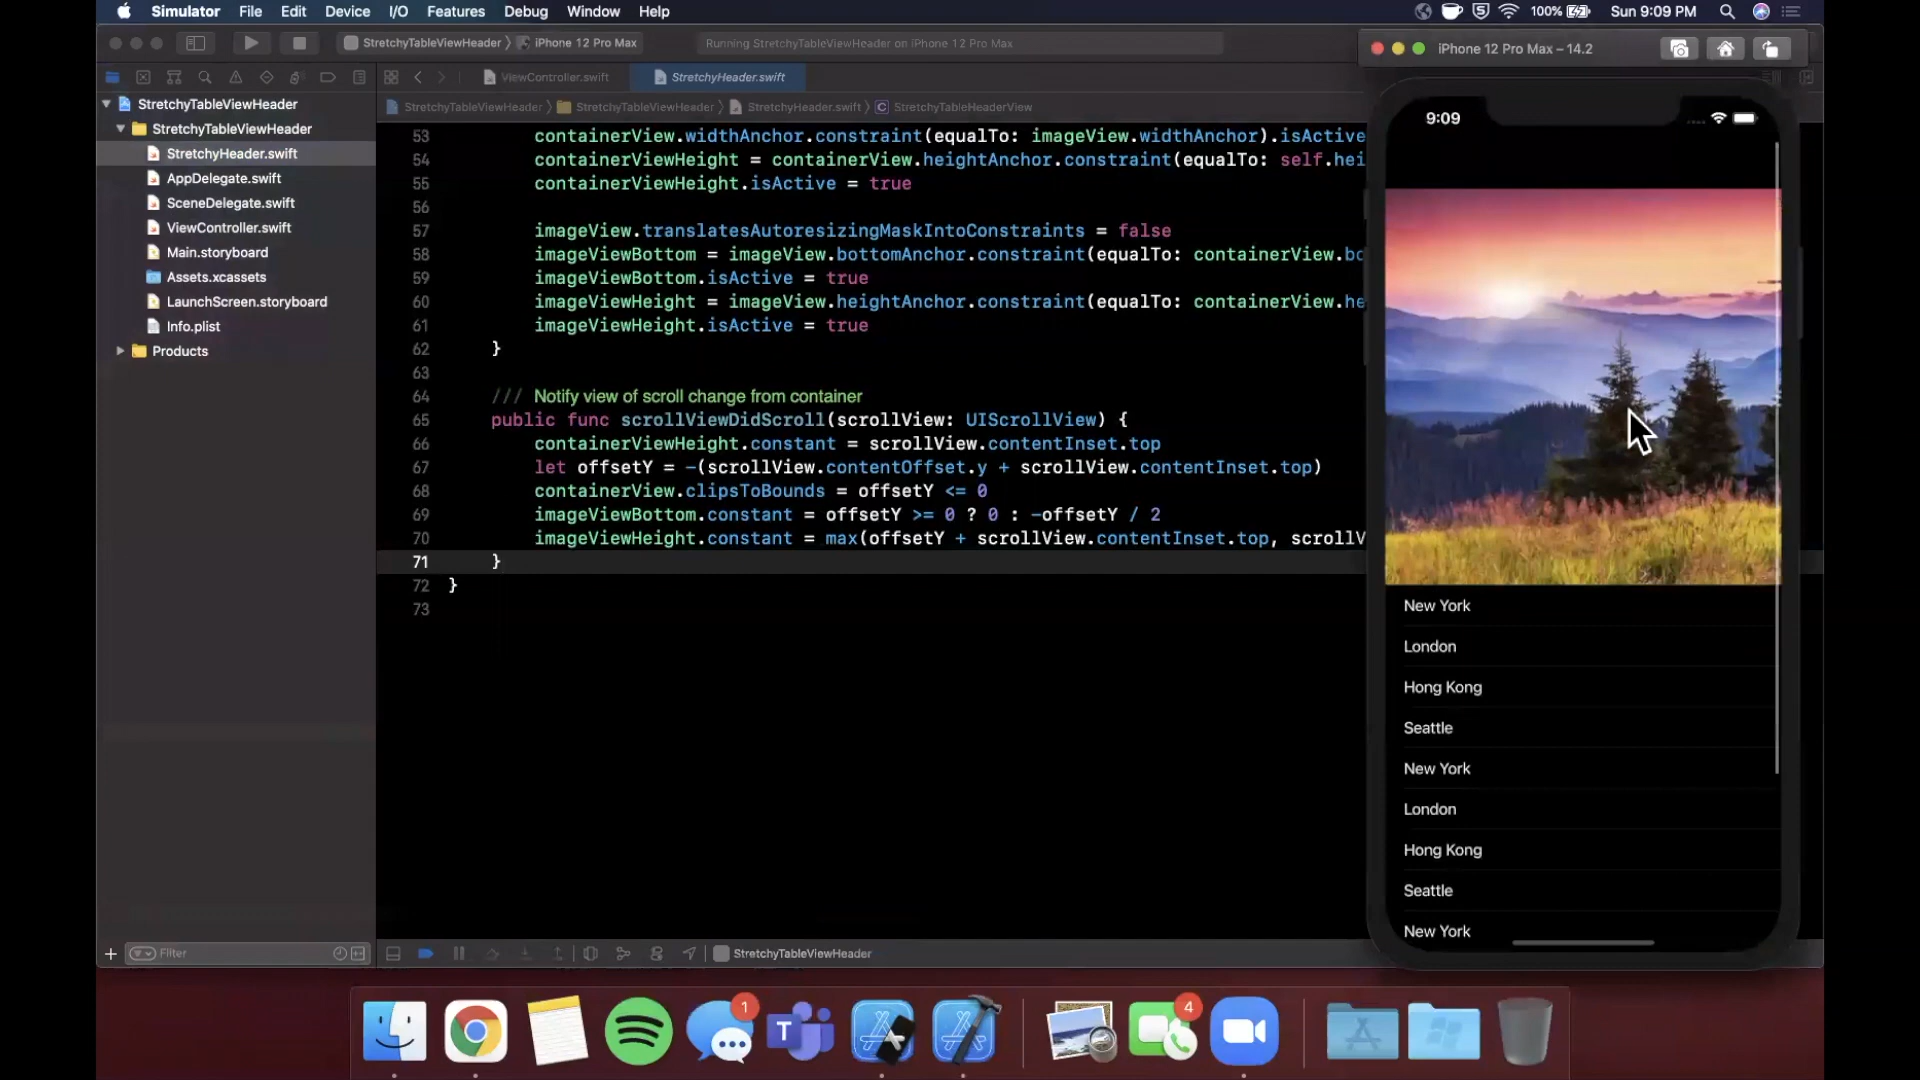 Simulator File Edit Device I/O Features Debug Window Help
100% Sun 9:09 PM
StretchyTableViewHeader iPhone 12 Pro Max
Running StretchyTableViewHeader on iPhone 12 Pro Max
iPhone 12 Pro Max – 14.2
ViewController.swift
StretchyHeader.swift
StretchyTableViewHeader StretchyTableViewHeader StretchyHeader.swift C StretchyTableHeaderView
StretchyTableViewHeader
StretchyTableViewHeader
StretchyHeader.swift
AppDelegate.swift
SceneDelegate.swift
ViewController.swift
Main.storyboard
Assets.xcassets
LaunchScreen.storyboard
Info.plist
Products
Filter
53 containerView.widthAnchor.constraint(equalTo: imageView.widthAnchor).isActive
54 containerViewHeight = containerView.heightAnchor.constraint(equalTo: self.hei
55 containerViewHeight.isActive = true
56
57 imageView.translatesAutoresizingMaskIntoConstraints = false
58 imageViewBottom = imageView.bottomAnchor.constraint(equalTo: containerView.bo
59 imageViewBottom.isActive = true
60 imageViewHeight = imageView.heightAnchor.constraint(equalTo: containerView.he
61 imageViewHeight.isActive = true
62 }
63
64 /// Notify view of scroll change from container
65 public func scrollViewDidScroll(scrollView: UIScrollView) {
66 containerViewHeight.constant = scrollView.contentInset.top
67 let offsetY = -(scrollView.contentOffset.y + scrollView.contentInset.top)
68 containerView.clipsToBounds = offsetY <= 0
69 imageViewBottom.constant = offsetY >= 0 ? 0 : -offsetY / 2
70 imageViewHeight.constant = max(offsetY + scrollView.contentInset.top, scrollV
71 }
72 }
73
StretchyTableViewHeader
9:09
New York
London
Hong Kong
Seattle
New York
London
Hong Kong
Seattle
New York
1
T
4